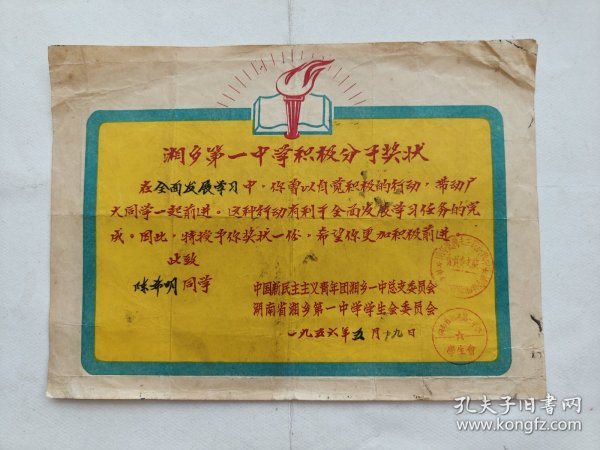 湘乡第一中学积极分子奖状
在全面发展学习中，你曾以自觉积极的行动，带动广
大同学一起前进。这种行动有利于全面发展学习任务的完
成。因此，特授予你奖状一份，希望你更加积极前进。
此致
陈希明同学
中国新民主主义青年团湘乡一中总支委员会
湖南省湘乡第一中学学生会委员会
一九五六年五月十九日
學生會
孔夫子旧书网
www.kongfz.com